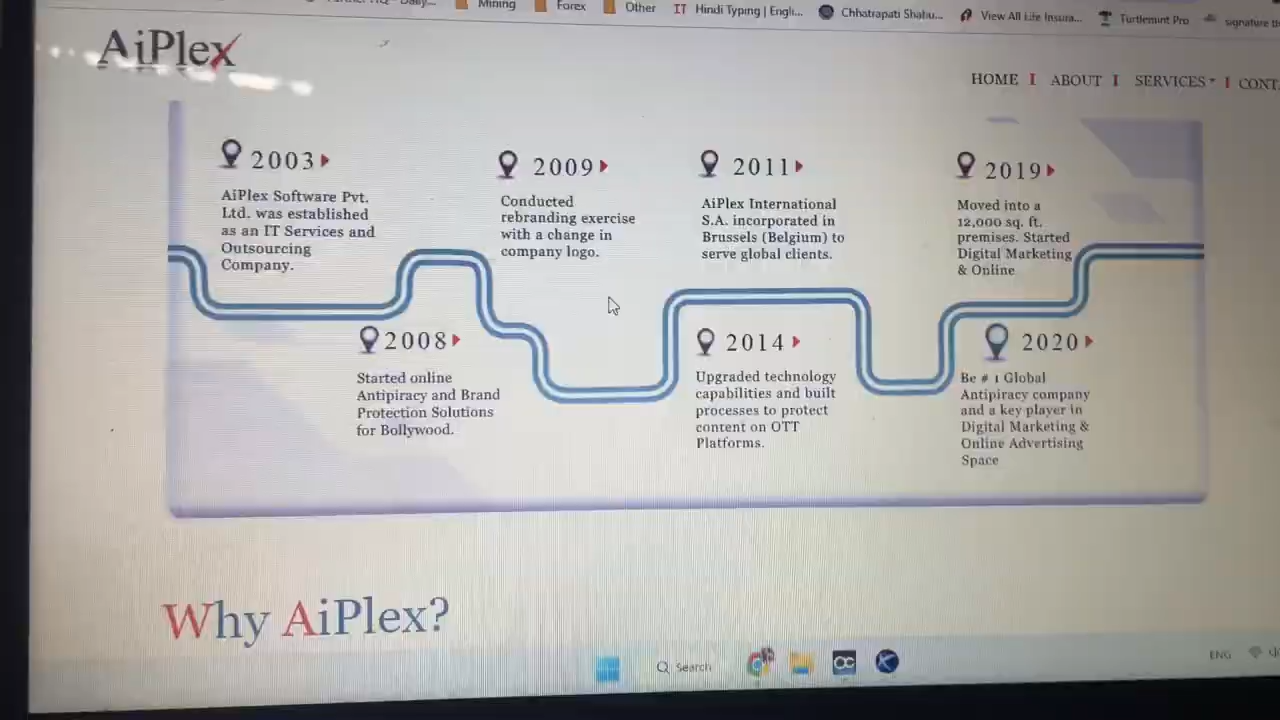 Mining
Forex
Other
Hindi Typing | Engli...
Chhatrapati Shahu...
View All Life Insura...
Turtlemint Pro
signature
AiPlex
HOME I ABOUT I SERVICES I CONT
2003
AiPlex Software Pvt.
Ltd. was established
as an IT Services and
Outsourcing
Company.
2009
Conducted
rebranding exercise
with a change in
company logo.
2011
AiPlex International
S.A. incorporated in
Brussels (Belgium) to
serve global clients.
2019
Moved into a
12,000 sq. ft.
premises. Started
Digital Marketing
& Online
2008
Started online
Antipiracy and Brand
Protection Solutions
for Bollywood.
2014
Upgraded technology
capabilities and built
processes to protect
content on OTT
Platforms.
2020
Be # 1 Global
Antipiracy company
and a key player in
Digital Marketing &
Online Advertising
Space
Why AiPlex?
Search
OC
K
ENG